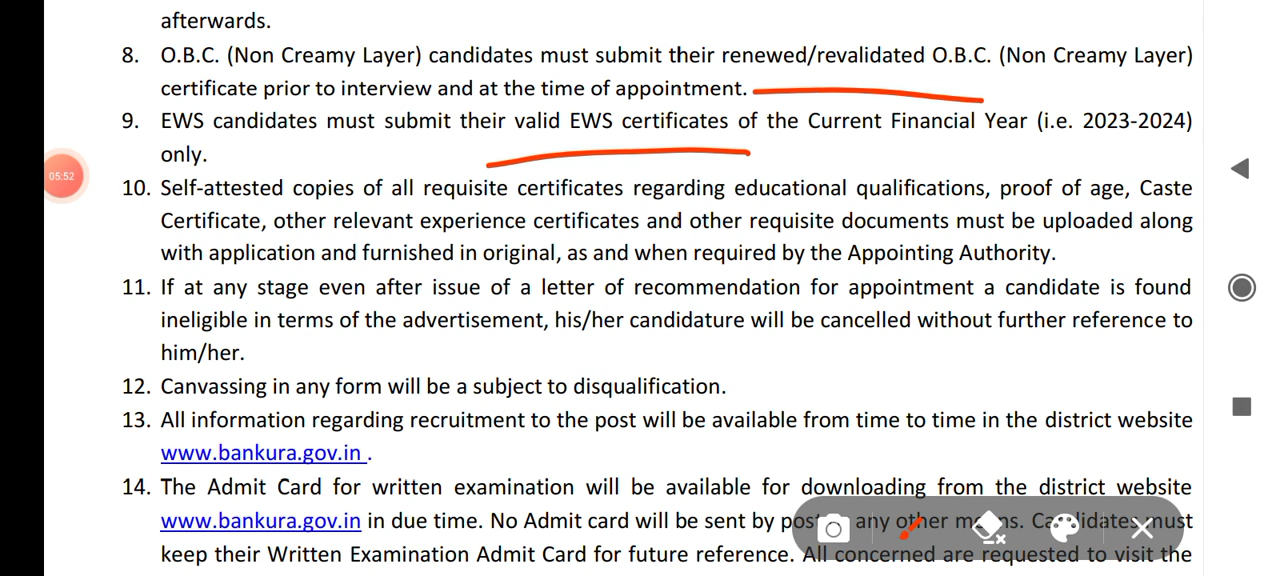 afterwards.
8. O.B.C. (Non Creamy Layer) candidates must submit their renewed/revalidated O.B.C. (Non Creamy Layer)
certificate prior to interview and at the time of appointment.
9. EWS candidates must submit their valid EWS certificates of the Current Financial Year (i.e. 2023-2024)
only.
05:52
10. Self-attested copies of all requisite certificates regarding educational qualifications, proof of age, Caste
Certificate, other relevant experience certificates and other requisite documents must be uploaded along
with application and furnished in original, as and when required by the Appointing Authority.
11. If at any stage even after issue of a letter of recommendation for appointment a candidate is found
ineligible in terms of the advertisement, his/her candidature will be cancelled without further reference to
him/her.
12. Canvassing in any form will be a subject to disqualification.
13. All information regarding recruitment to the post will be available from time to time in the district website
www.bankura.gov.in .
14. The Admit Card for written examination will be available for downloading from the district website
www.bankura.gov.in in due time. No Admit card will be sent by post any other means. Candidates must
keep their Written Examination Admit Card for future reference. All concerned are requested to visit the